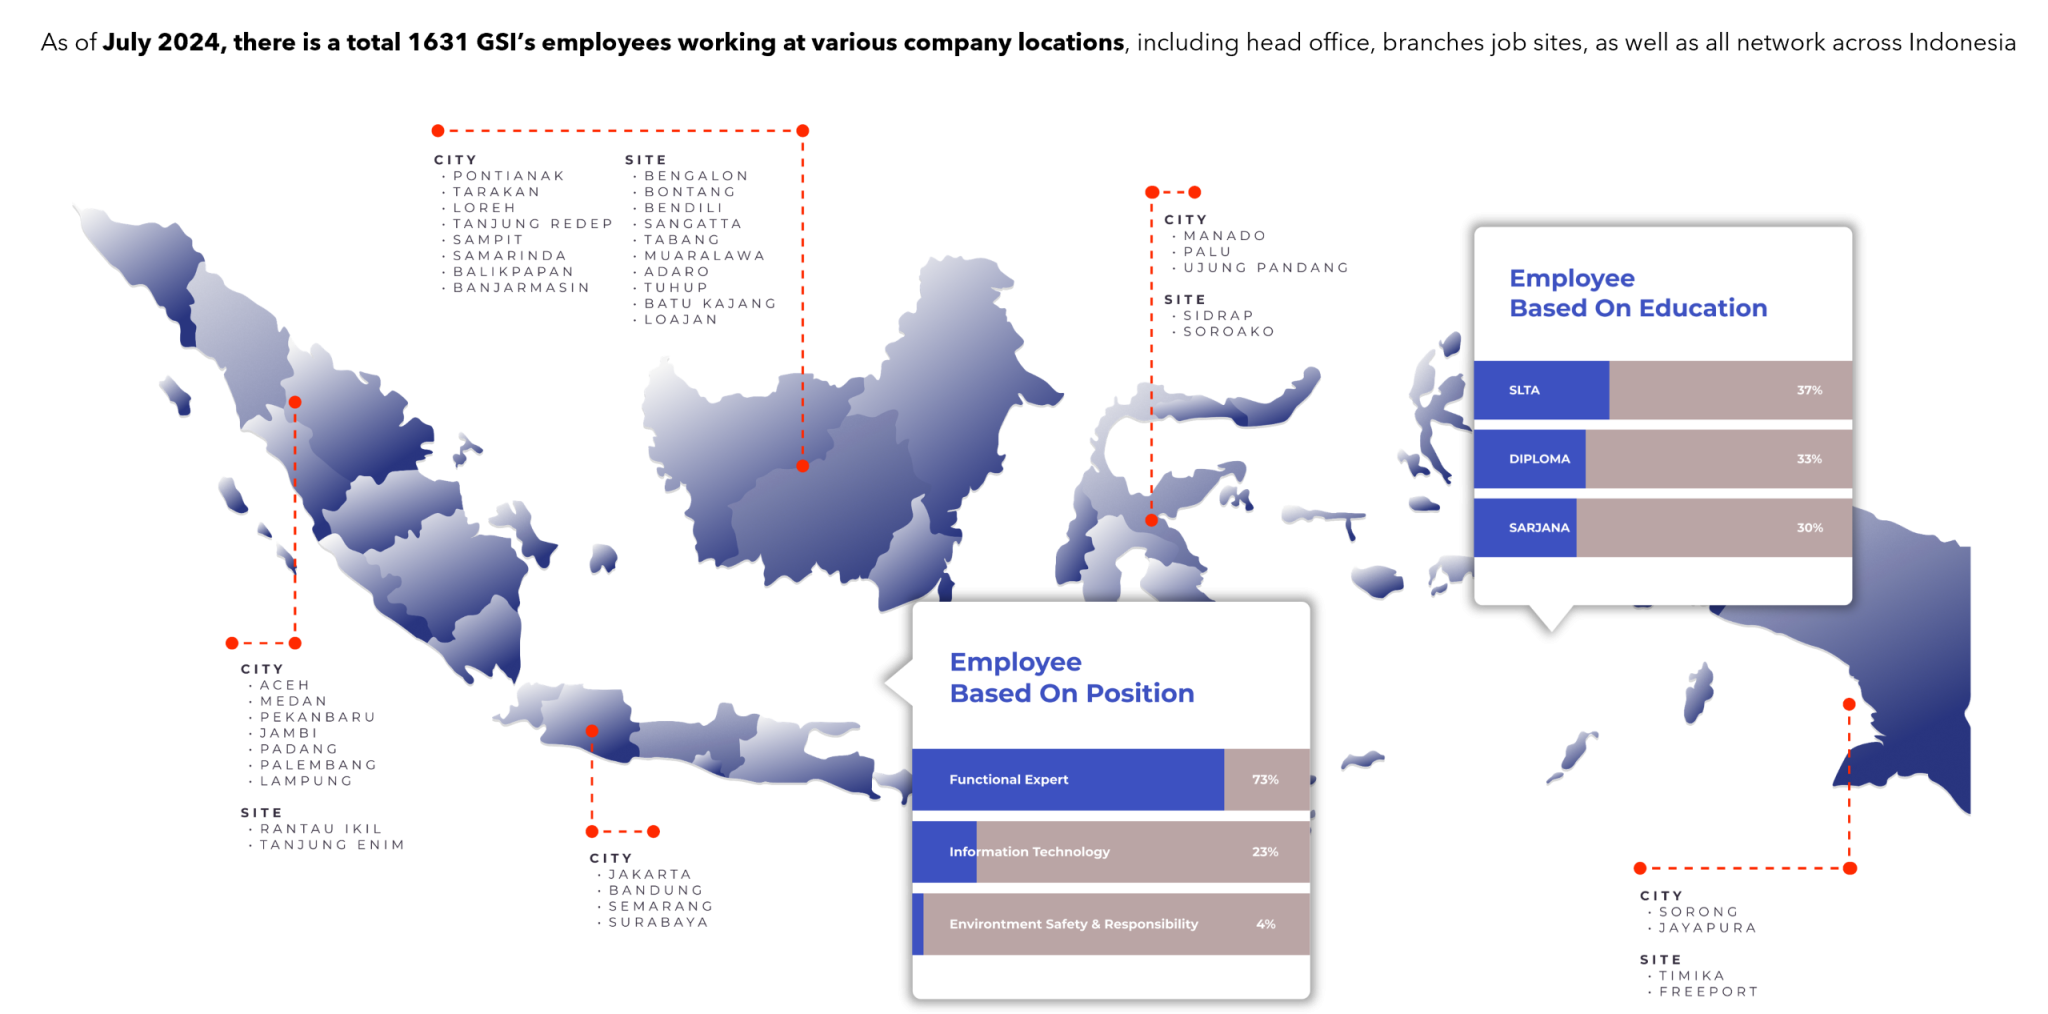 As of July 2024, there is a total 1631 GSI's employees working at various company locations, including head office, branches job sites, as well as all network across Indonesia
CITY
· PONTIANAK
· TARAKAN
· LOREH
· TANJUNG REDEP
· SAMPIT
· SAMARINDA
· BALIKPAPAN
· BANJARMASIN
SITE
· BENGALON
· BONTANG
· BENDILI
· SANGATTA
· TABANG
· MUARALAWA
· ADARO
· TUHUP
· BATU KAJANG
· LOAJAN
CITY
· MANADO
· PALU
· UJUNG PANDANG
SITE
· SIDRAP
· SOROAKO
Employee
Based On Education
SLTA 37%
DIPLOMA 33%
SARJANA 30%
CITY
· ACEH
· MEDAN
· PEKANBARU
· JAMBI
· PADANG
· PALEMBANG
· LAMPUNG
SITE
· RANTAU IKIL
· TANJUNG ENIM
CITY
· JAKARTA
· BANDUNG
· SEMARANG
· SURABAYA
Employee
Based On Position
Functional Expert 73%
Information Technology 23%
Environtment Safety & Responsibility 4%
CITY
· SORONG
· JAYAPURA
SITE
· TIMIKA
· FREEPORT